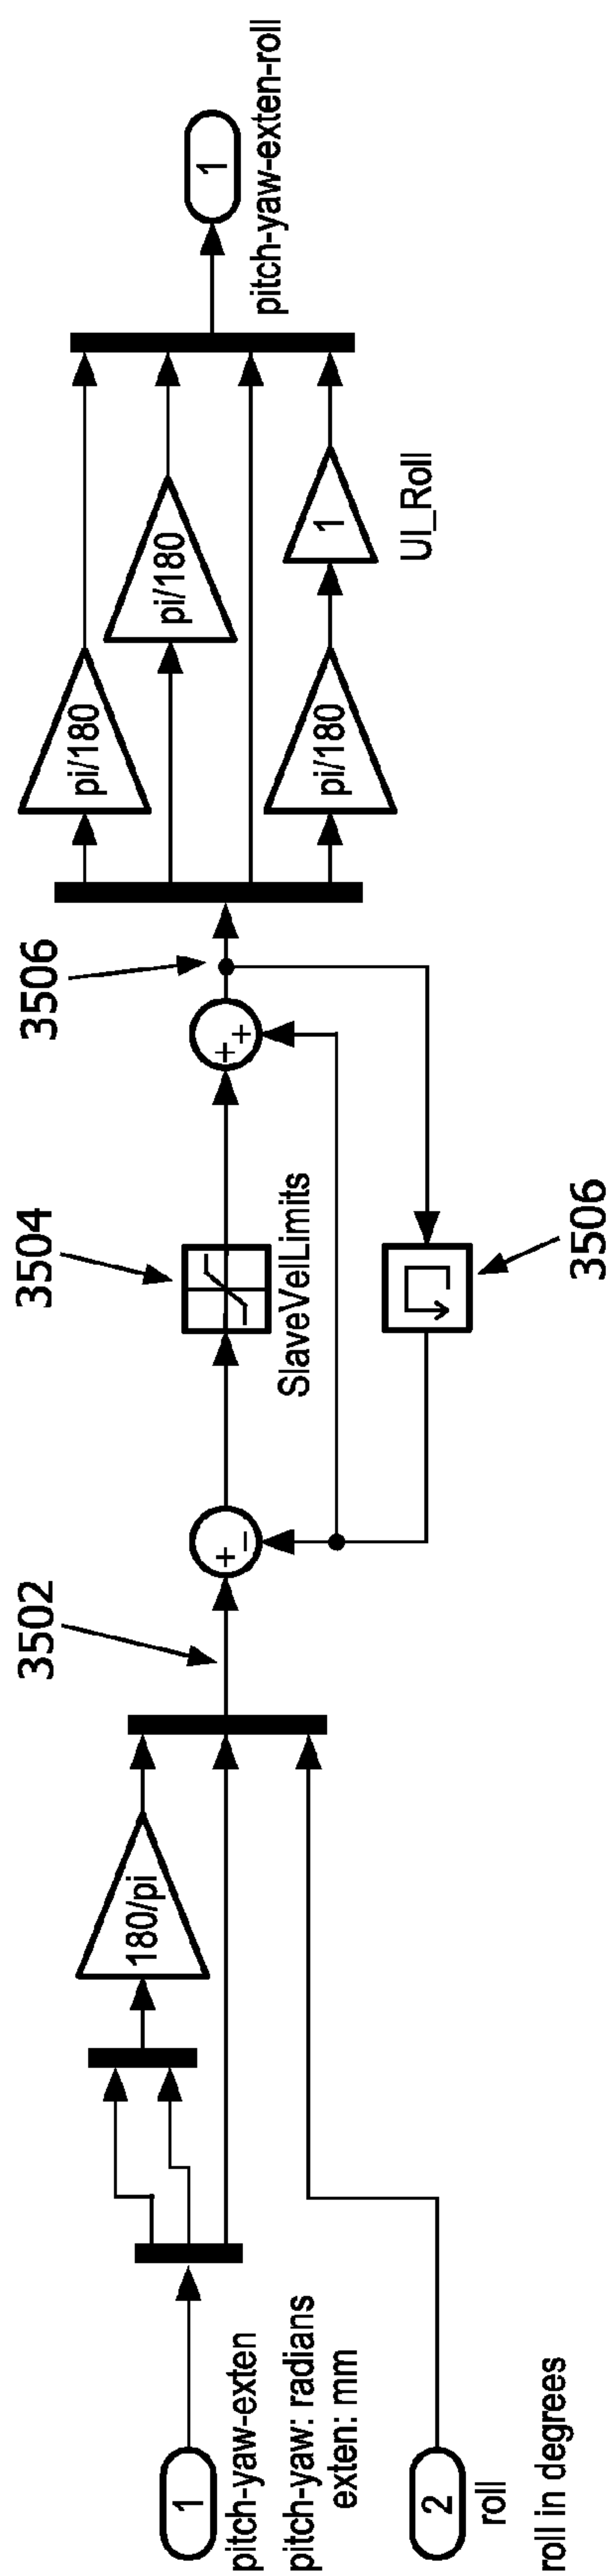 1
pitch-yaw-exten
pitch-yaw: radians
exten: mm
2
roll
roll in degrees
180/pi
3502
+
−
3504
SlaveVelLimits
3506
+
+
3506
pi/180
pi/180
pi/180
1
UI_Roll
1
pitch-yaw-exten-roll